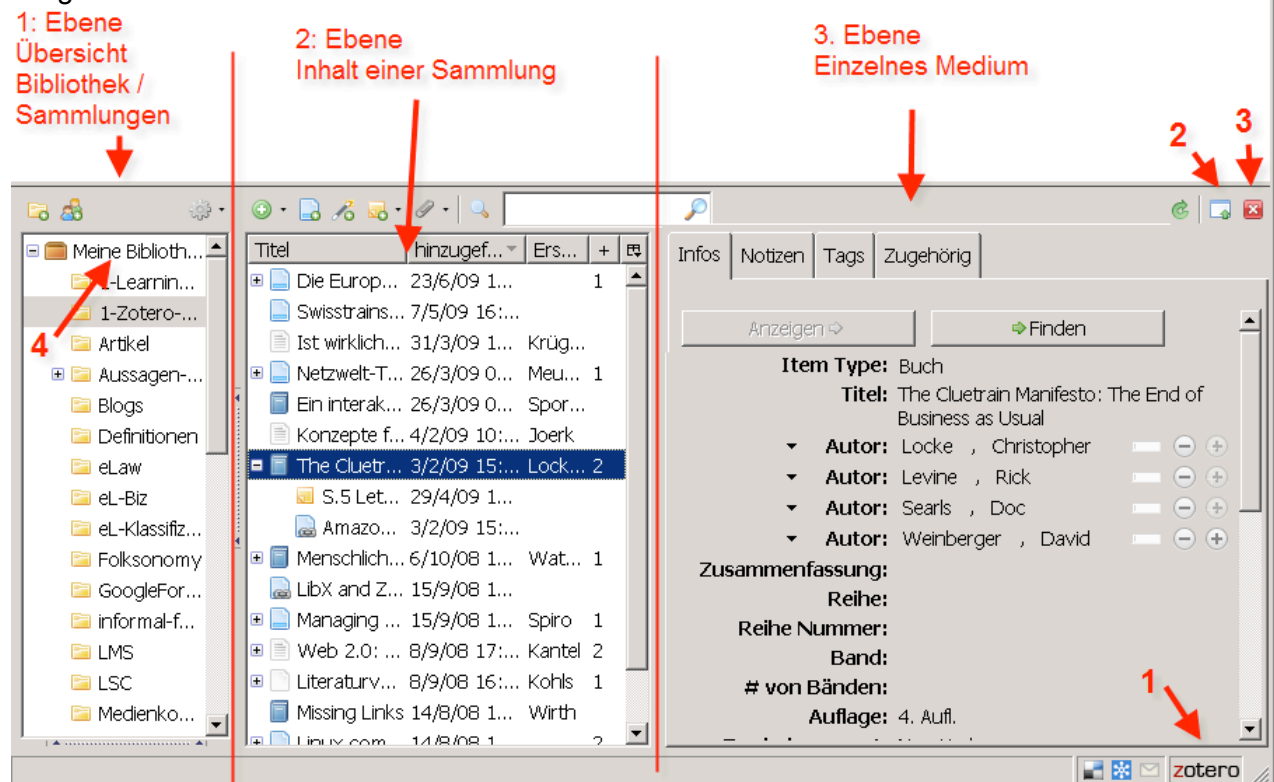 1: Ebene
Übersicht
Bibliothek /
Sammlungen
2: Ebene
Inhalt einer Sammlung
3. Ebene
Einzelnes Medium
2
3
Meine Biblioth...
1-Learnin...
1-Zotero-...
4
Artikel
Aussagen-...
Blogs
Definitionen
eLaw
eL-Biz
eL-Klassifiz...
Folksonomy
GoogleFor...
informal-f...
LMS
LSC
Medienko...
Titel hinzugef... Ers... +
Die Europ... 23/6/09 1... 1
Swisstrains... 7/5/09 16:...
Ist wirklich... 31/3/09 1... Krüg...
Netzwelt-T... 26/3/09 0... Meu... 1
Ein interak... 26/3/09 0... Spor...
Konzepte f... 4/2/09 10:... Joerk
The Cluetr... 3/2/09 15:... Lock... 2
S.5 Let... 29/4/09 1...
Amazo... 3/2/09 15:...
Menschlich... 6/10/08 1... Wat... 1
LibX and Z... 15/9/08 1...
Managing ... 15/9/08 1... Spiro 1
Web 2.0: ... 8/9/08 17:... Kantel 2
Literaturv... 8/9/08 16:... Kohls 1
Missing Links 14/8/08 1... Wirth
Linux com... 14/8/08 1... 2
Infos Notizen Tags Zugehörig
Anzeigen Finden
Item Type: Buch
Titel: The Cluetrain Manifesto: The End of
Business as Usual
Autor: Locke , Christopher
Autor: Levine , Rick
Autor: Searls , Doc
Autor: Weinberger , David
Zusammenfassung:
Reihe:
Reihe Nummer:
Band:
# von Bänden:
Auflage: 4. Aufl.
1
zotero